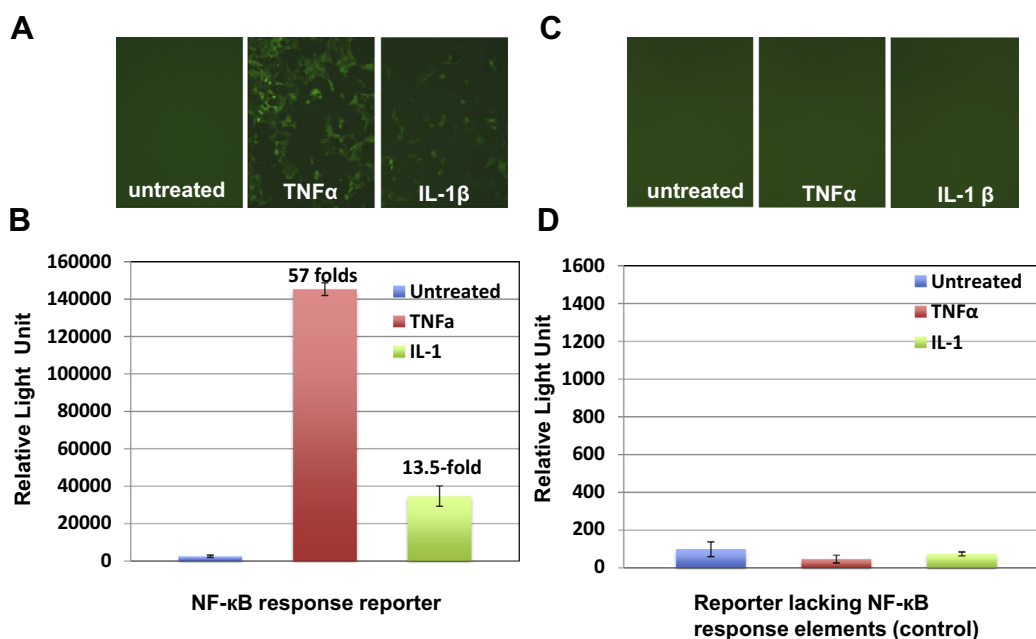 A
untreated
TNFα
IL-1β
B
Relative Light Unit
160000
140000
120000
100000
80000
60000
40000
20000
0
57 folds
13.5-fold
Untreated
TNFa
IL-1
NF-κB response reporter
C
untreated
TNFα
IL-1 β
D
Relative Light Unit
1600
1400
1200
1000
800
600
400
200
0
Untreated
TNFα
IL-1
Reporter lacking NF-κB
response elements (control)